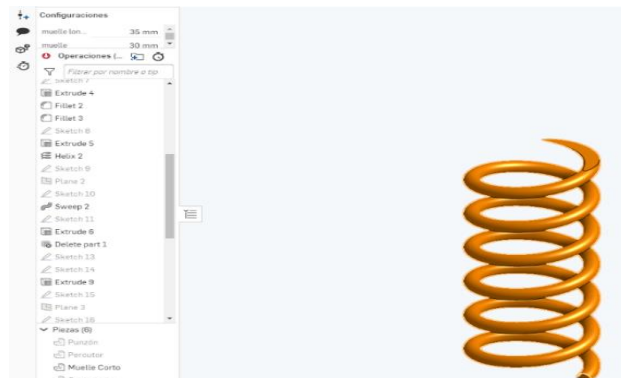 Configuraciones
muelle lon... 35 mm
muelle 30 mm
Operaciones (...
Filtrar por nombre o tip
Sketch 7
Extrude 4
Fillet 2
Fillet 3
Sketch 8
Extrude 5
Helix 2
Sketch 9
Plane 2
Sketch 10
Sweep 2
Sketch 11
Extrude 6
Delete part 1
Sketch 13
Sketch 14
Extrude 9
Sketch 15
Plane 3
Sketch 16
Piezas (6)
Punzón
Percutor
Muelle Corto